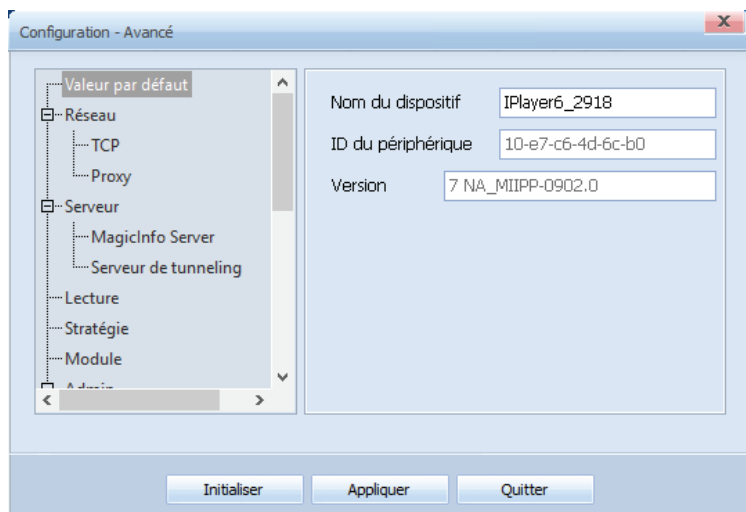 Configuration - Avancé
x
Valeur par défaut
Réseau
TCP
Proxy
Serveur
MagicInfo Server
Serveur de tunneling
Lecture
Stratégie
Module
Admin
Nom du dispositif IPlayer6_2918
ID du périphérique 10-e7-c6-4d-6c-b0
Version 7 NA_MIIPP-0902.0
Initialiser Appliquer Quitter